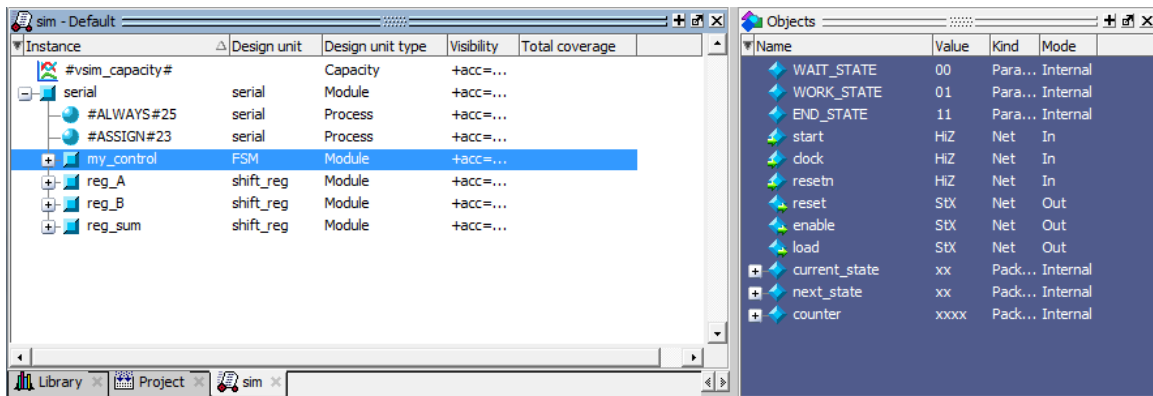 sim - Default
Instance Design unit Design unit type Visibility Total coverage
#vsim_capacity# Capacity +acc=...
serial serial Module +acc=...
#ALWAYS#25 serial Process +acc=...
#ASSIGN#23 serial Process +acc=...
my_control FSM Module +acc=...
reg_A shift_reg Module +acc=...
reg_B shift_reg Module +acc=...
reg_sum shift_reg Module +acc=...
Library Project sim
Objects
Name Value Kind Mode
WAIT_STATE 00 Para... Internal
WORK_STATE 01 Para... Internal
END_STATE 11 Para... Internal
start HiZ Net In
clock HiZ Net In
resetn HiZ Net In
reset StX Net Out
enable StX Net Out
load StX Net Out
current_state xx Pack... Internal
next_state xx Pack... Internal
counter xxxx Pack... Internal